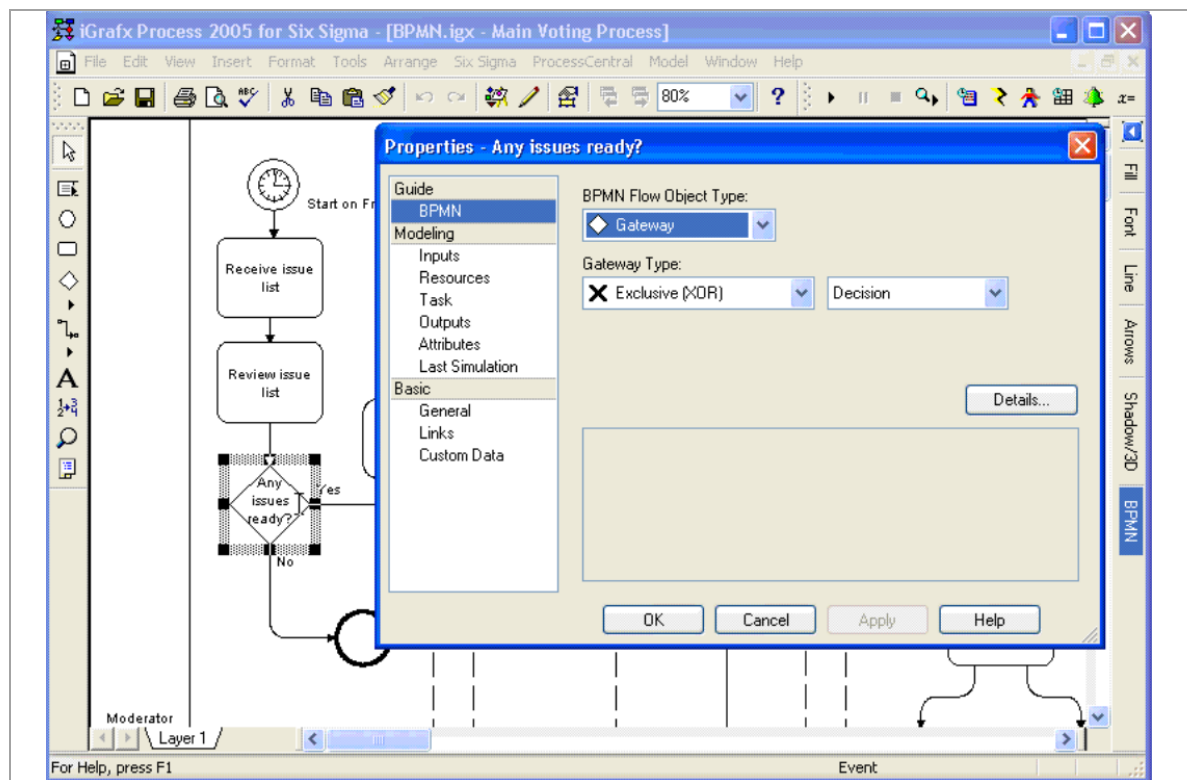 iGrafx Process 2005 for Six Sigma - [BPMN.igx - Main Voting Process]
File Edit View Insert Format Tools Arrange Six Sigma ProcessCentral Model Window Help
ABC 80% ? x=
Properties - Any issues ready?
Guide
BPMN
Modeling
Inputs
Resources
Task
Outputs
Attributes
Last Simulation
Basic
General
Links
Custom Data
BPMN Flow Object Type:
Gateway
Gateway Type:
Exclusive (XOR) Decision
Details...
OK Cancel Apply Help
Start on Fr
Receive issue
list
Review issue
list
Any
issues
ready?
Yes
No
Moderator
Layer 1
A
Fill
Font
Line
Arrows
Shadow/3D
BPMN
For Help, press F1 Event